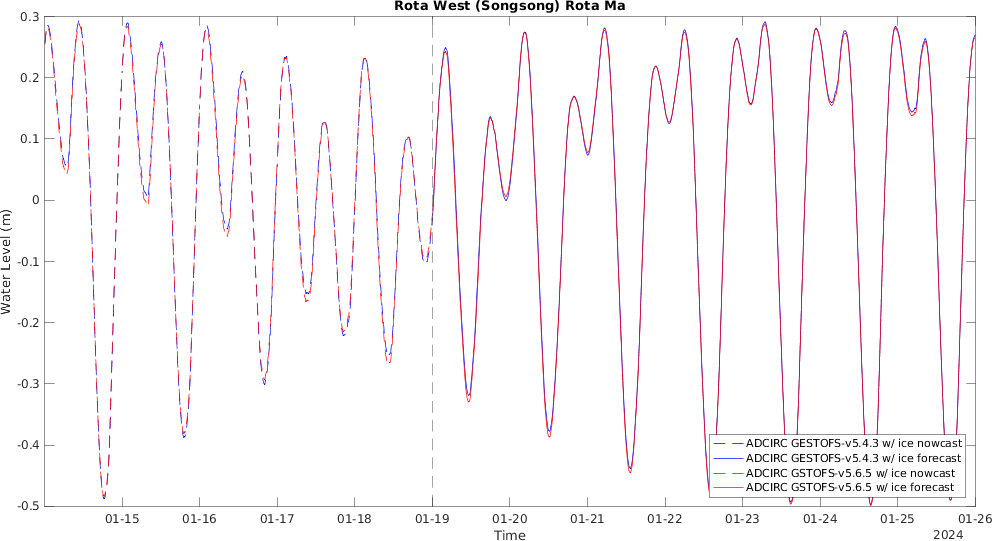 Rota West (Songsong) Rota Ma
0.3
0.2
0.1
0
-0.1
-0.2
-0.3
-0.4
-0.5
Water Level (m)
ADCIRC GESTOFS-v5.4.3 w/ ice nowcast
ADCIRC GESTOFS-v5.4.3 w/ ice forecast
ADCIRC GSTOFS-v5.6.5 w/ ice nowcast
ADCIRC GSTOFS-v5.6.5 w/ ice forecast
01-15 01-16 01-17 01-18 01-19 01-20 01-21 01-22 01-23 01-24 01-25 01-26
Time
2024